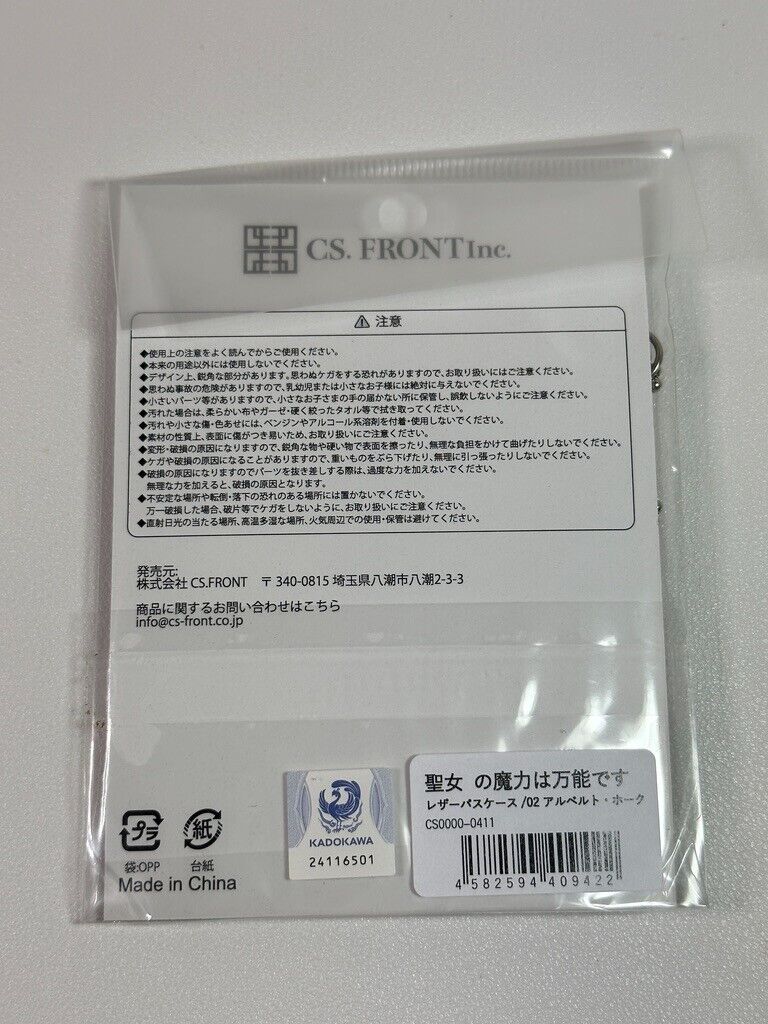 CS. FRONT Inc.
⚠ 注意
◆使用上の注意をよく読んでからご使用ください。
◆本来の用途以外には使用しないでください。
◆デザイン上、鋭角な部分があります。思わぬケガをする恐れがありますので、お取り扱いにはご注意ください。
◆思わぬ事故の危険がありますので、乳幼児または小さなお子様には絶対に与えないでください。
◆小さいパーツ等がありますので、小さなお子さまの手の届かない所に保管し、誤飲しないようにご注意ください。
◆汚れた場合は、柔らかい布やガーゼ・硬く絞ったタオル等で拭き取ってください。
◆汚れや小さな傷・色あせには、ベンジンやアルコール系溶剤を付着・使用しないでください。
◆素材の性質上、表面に傷がつき易いため、お取り扱いにご注意ください。
◆変形・破損の原因になりますので、鋭角な物や硬い物で表面を擦ったり、無理な負担をかけて曲げたりしないでください。
◆ケガや破損の原因になることがありますので、重いものをぶら下げたり、無理に引っ張ったりしないでください。
◆破損の原因になりますのでパーツを抜き差しする際は、過度な力を加えないでください。
無理な力を加えると、破損の原因となります。
◆不安定な場所や転倒・落下の恐れのある場所には置かないでください。
万一破損した場合、破片等でケガをしないように、お取り扱いにご注意ください。
◆直射日光の当たる場所、高温多湿な場所、火気周辺での使用・保管は避けてください。
発売元:
株式会社 CS.FRONT 〒340-0815 埼玉県八潮市八潮2-3-3
商品に関するお問い合わせはこちら
info@cs-front.co.jp
プラ
紙
袋:OPP
台紙
Made in China
KADOKAWA
24116501
聖女 の魔力は万能です
レザーパスケース /02 アルベルト・ホーク
CS0000-0411
4 582594 409422